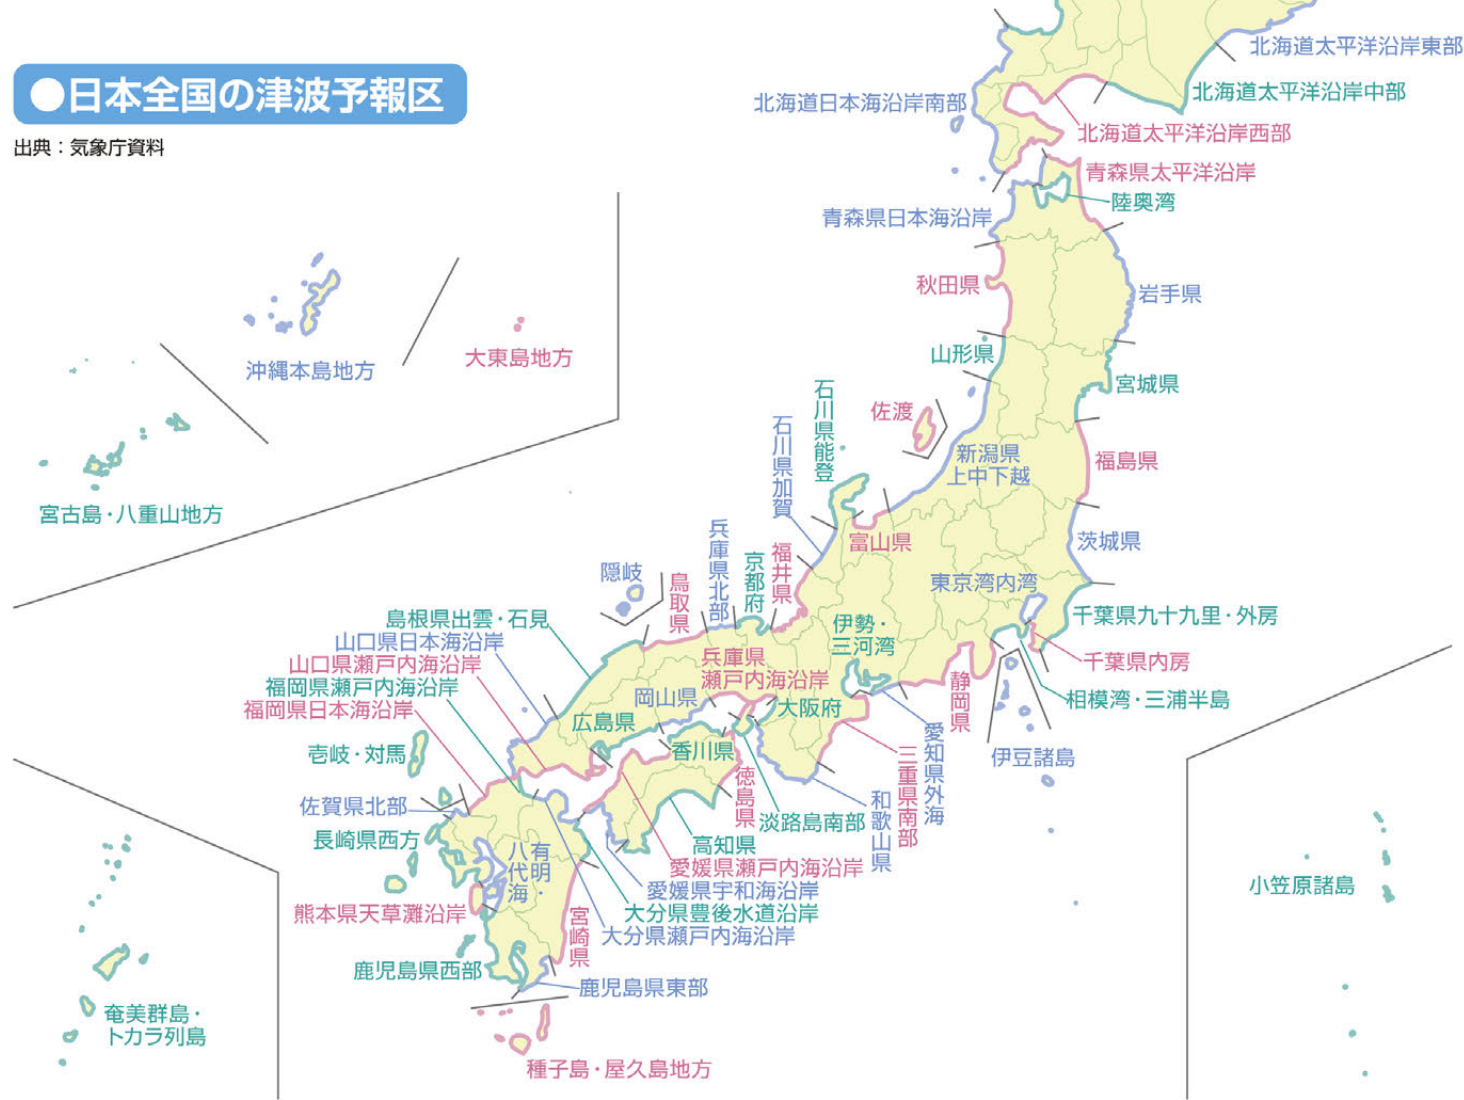 ●日本全国の津波予報区
出典：気象庁資料
北海道太平洋沿岸東部
北海道太平洋沿岸中部
北海道日本海沿岸南部
北海道太平洋沿岸西部
青森県太平洋沿岸
陸奥湾
青森県日本海沿岸
秋田県
岩手県
山形県
宮城県
沖縄本島地方
大東島地方
宮古島・八重山地方
石川県能登
佐渡
石川県加賀
新潟県
上中下越
福島県
富山県
茨城県
兵庫県北部
京都府
福井県
東京湾内湾
隠岐
鳥取県
伊勢・
三河湾
千葉県九十九里・外房
島根県出雲・石見
山口県日本海沿岸
山口県瀬戸内海沿岸
福岡県瀬戸内海沿岸
福岡県日本海沿岸
兵庫県
瀬戸内海沿岸
千葉県内房
静岡県
相模湾・三浦半島
岡山県
大阪府
広島県
香川県
愛知県外海
三重県南部
伊豆諸島
壱岐・対馬
徳島県
和歌山県
佐賀県北部
淡路島南部
長崎県西方
高知県
有明・
八代海
愛媛県瀬戸内海沿岸
愛媛県宇和海沿岸
熊本県天草灘沿岸
大分県豊後水道沿岸
大分県瀬戸内海沿岸
宮崎県
小笠原諸島
鹿児島県西部
鹿児島県東部
奄美群島・
トカラ列島
種子島・屋久島地方